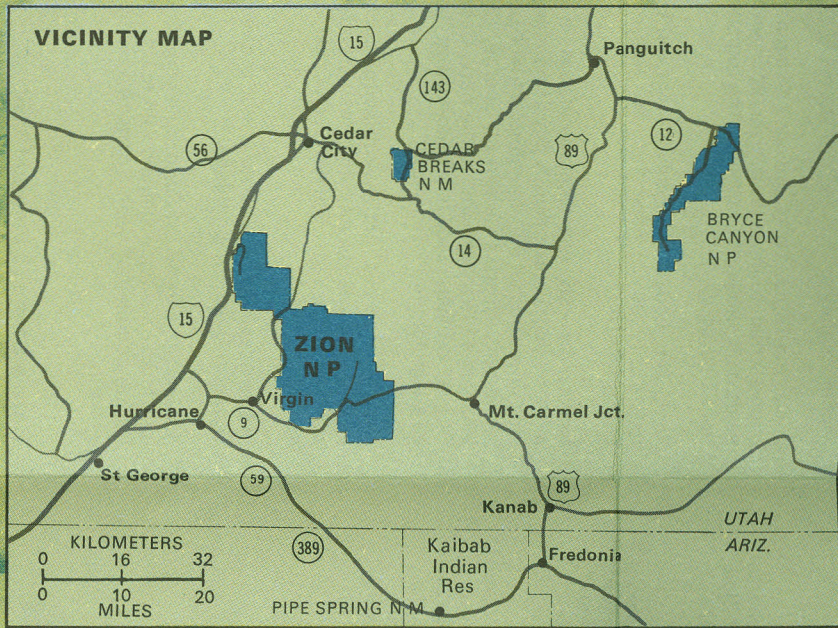 VICINITY MAP
15
Panguitch
143
12
56
Cedar
City
CEDAR
BREAKS
N M
89
BRYCE
CANYON
N P
14
15
ZION
N P
Hurricane
Virgin
9
Mt. Carmel Jct.
St George
59
89
Kanab
UTAH
ARIZ.
KILOMETERS
0 16 32
0 10 20
MILES
389
Kaibab
Indian
Res
Fredonia
PIPE SPRING N M